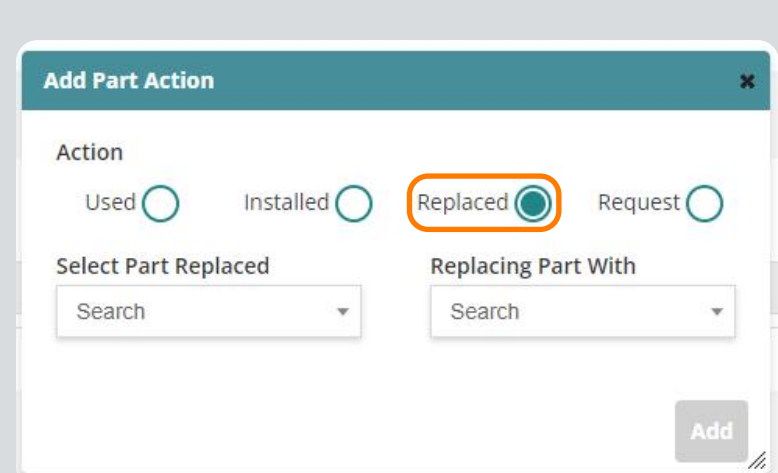 Add Part Action
Action
Used Installed Replaced Request
Select Part Replaced Replacing Part With
Search Search
Add